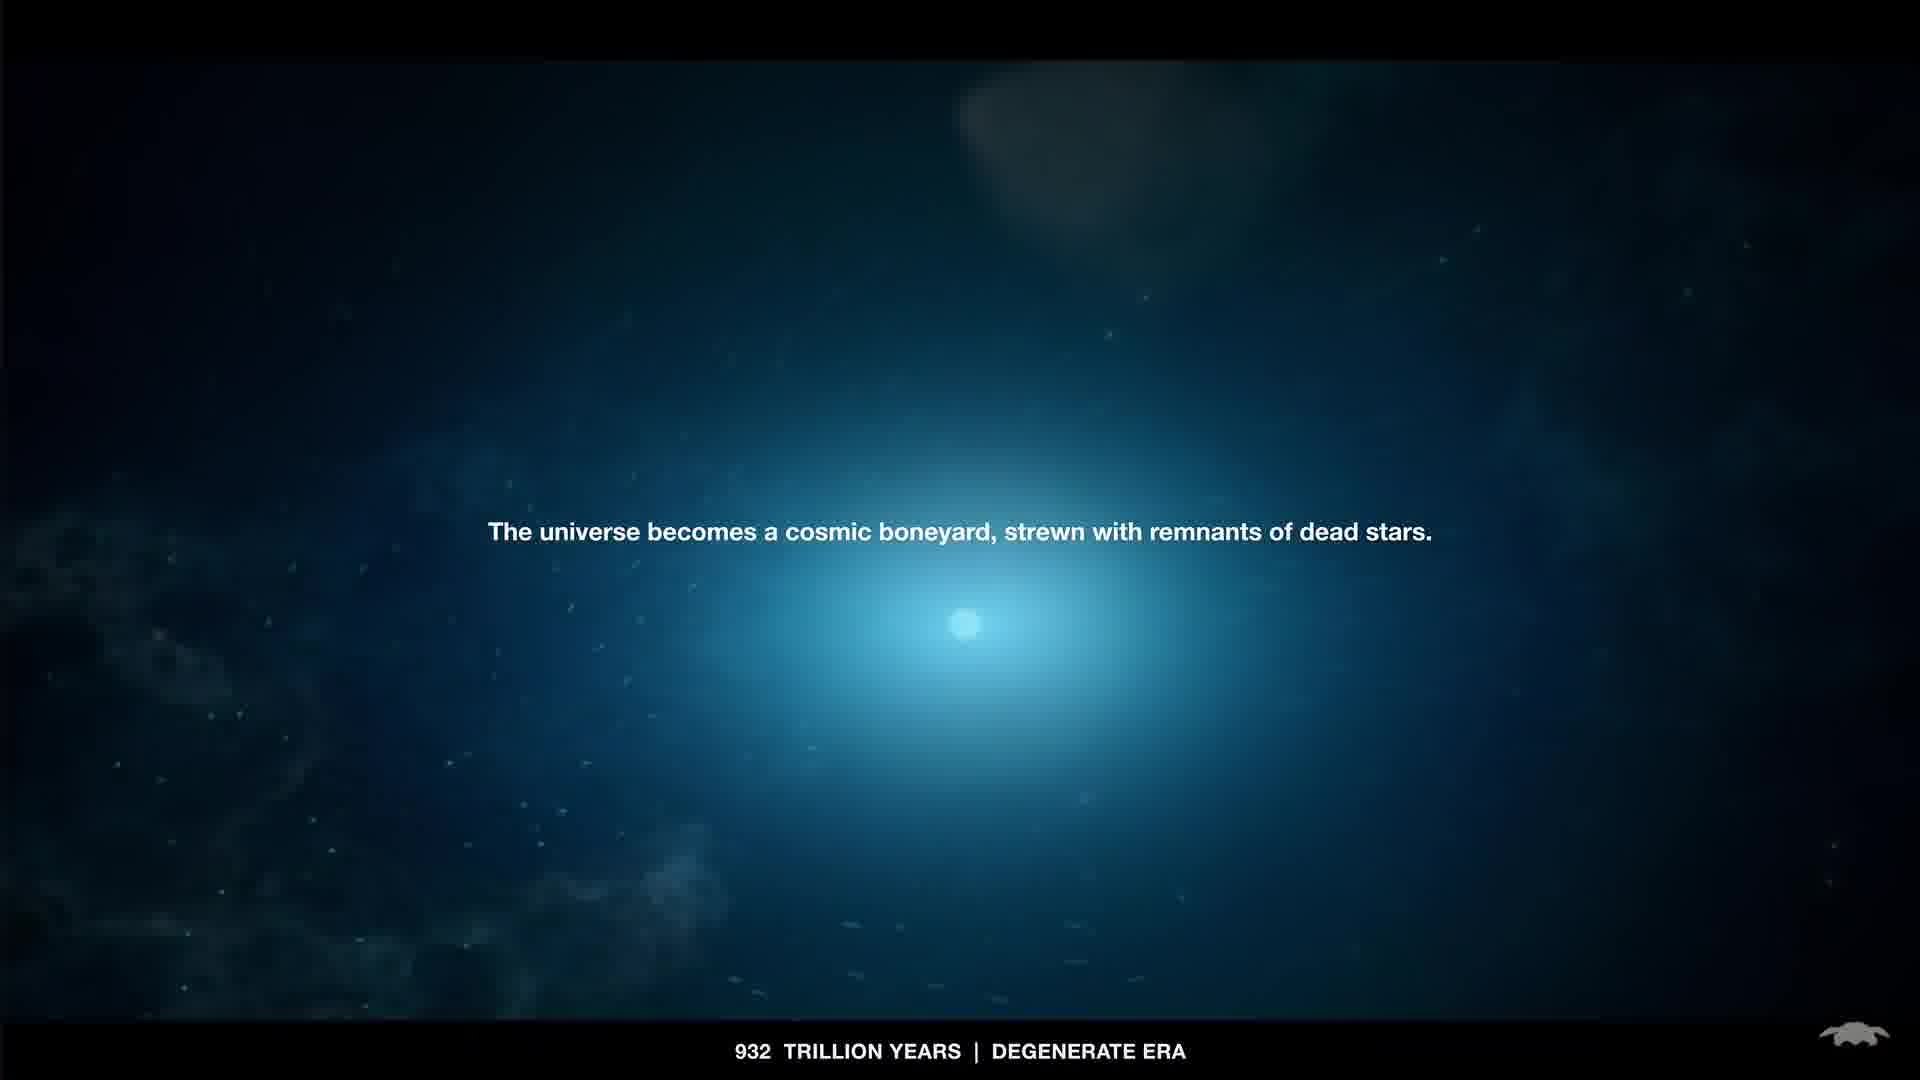 The universe becomes a cosmic boneyard, strewn with remnants of dead stars.
932 TRILLION YEARS | DEGENERATE ERA